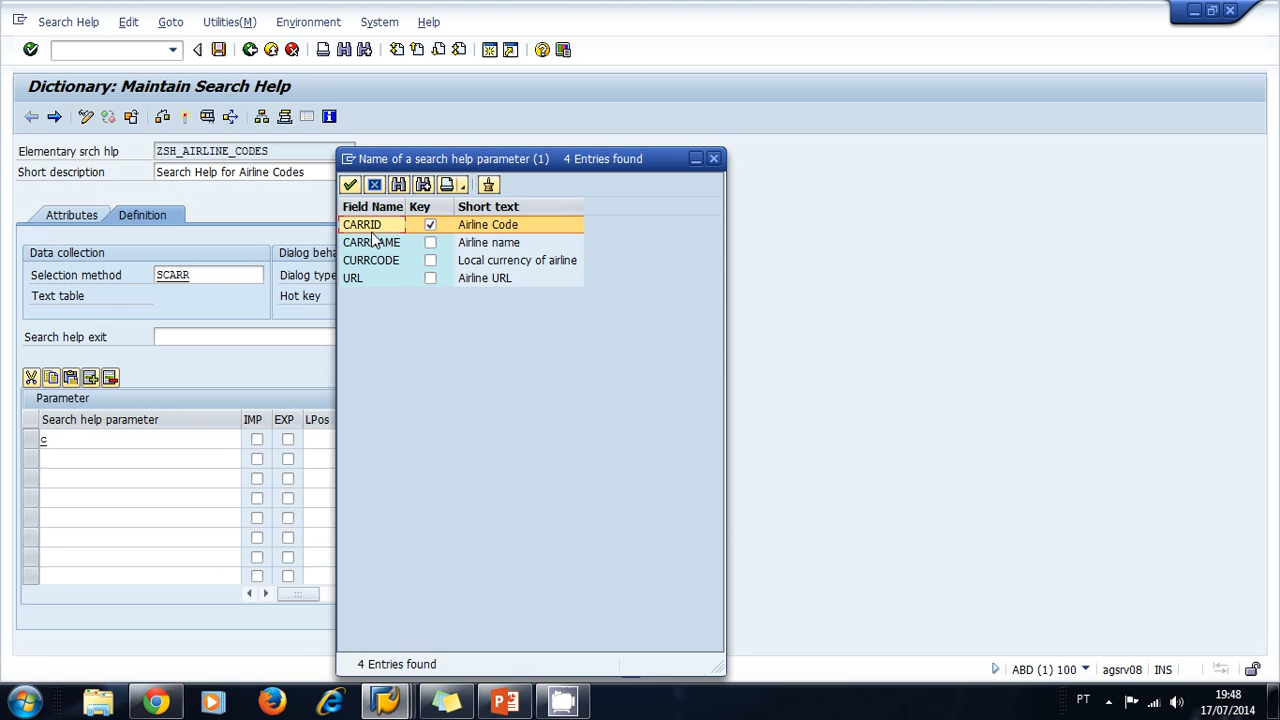 Search Help Edit Goto Utilities(M) Environment System Help
Dictionary: Maintain Search Help
Elementary srch hlp ZSH_AIRLINE_CODES
Short description Search Help for Airline Codes
Attributes Definition
Data collection Dialog beha
Selection method SCARR Dialog type
Text table Hot key
Search help exit
Parameter
Search help parameter IMP EXP LPos
c
Name of a search help parameter (1) 4 Entries found
Field Name Key Short text
CARRID Airline Code
CARRNAME Airline name
CURRCODE Local currency of airline
URL Airline URL
4 Entries found
ABD (1) 100 agsrv08 INS
PT 19:48
17/07/2014